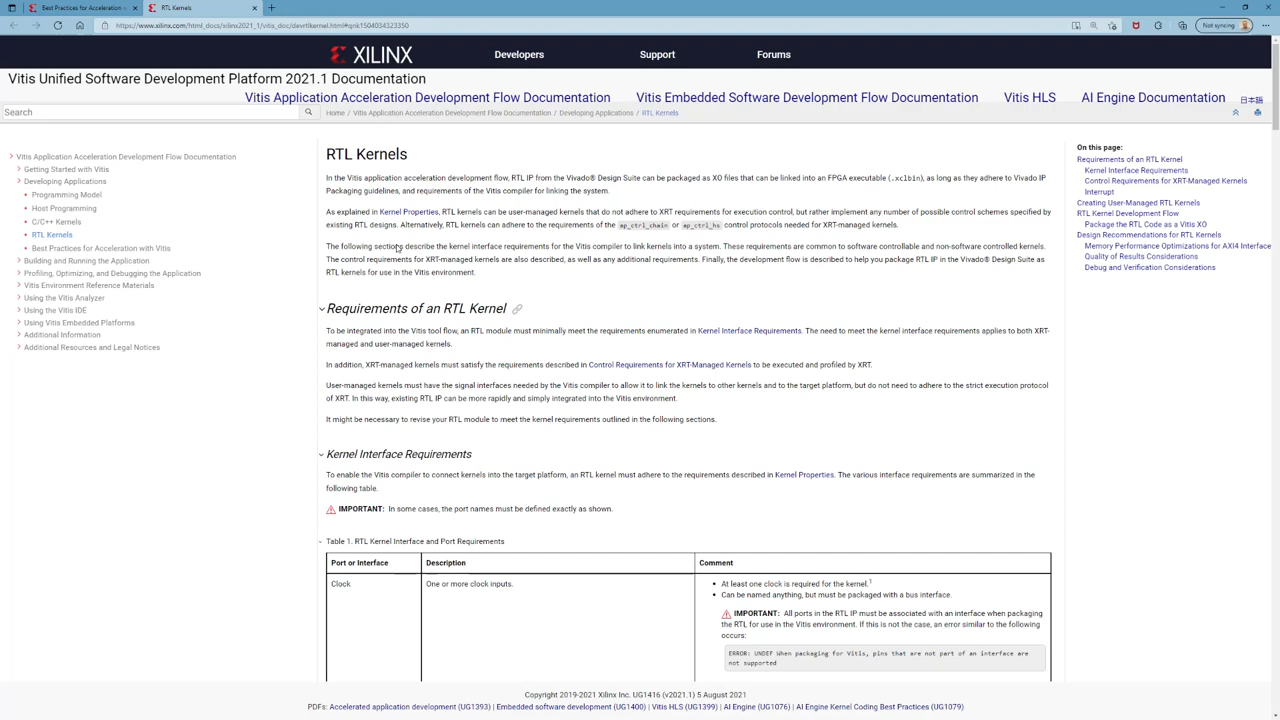 Best Practices for Acceleration
RTL Kernels
https://www.xilinx.com/html_docs/xilinx2021_1/vitis_doc/devrtlkernel.html#qnk1504034323350
Not syncing
XILINX
Developers
Support
Forums
Vitis Unified Software Development Platform 2021.1 Documentation
Vitis Application Acceleration Development Flow Documentation
Vitis Embedded Software Development Flow Documentation
Vitis HLS
AI Engine Documentation
日本語
Search
Home / Vitis Application Acceleration Development Flow Documentation / Developing Applications / RTL Kernels
Vitis Application Acceleration Development Flow Documentation
Getting Started with Vitis
Developing Applications
Programming Model
Host Programming
C/C++ Kernels
RTL Kernels
Best Practices for Acceleration with Vitis
Building and Running the Application
Profiling, Optimizing, and Debugging the Application
Vitis Environment Reference Materials
Using the Vitis Analyzer
Using the Vitis IDE
Using Vitis Embedded Platforms
Additional Information
Additional Resources and Legal Notices
RTL Kernels
In the Vitis application acceleration development flow, RTL IP from the Vivado® Design Suite can be packaged as XO files that can be linked into an FPGA executable (.xclbin), as long as they adhere to Vivado IP
Packaging guidelines, and requirements of the Vitis compiler for linking the system.
As explained in Kernel Properties, RTL kernels can be user-managed kernels that do not adhere to XRT requirements for execution control, but rather implement any number of possible control schemes specified by
existing RTL designs. Alternatively, RTL kernels can adhere to the requirements of the ap_ctrl_chain or ap_ctrl_hs control protocols needed for XRT-managed kernels.
The following sections describe the kernel interface requirements for the Vitis compiler to link kernels into a system. These requirements are common to software controllable and non-software controlled kernels.
The control requirements for XRT-managed kernels are also described, as well as any additional requirements. Finally, the development flow is described to help you package RTL IP in the Vivado® Design Suite as
RTL kernels for use in the Vitis environment.
Requirements of an RTL Kernel
To be integrated into the Vitis tool flow, an RTL module must minimally meet the requirements enumerated in Kernel Interface Requirements. The need to meet the kernel interface requirements applies to both XRT-
managed and user-managed kernels.
In addition, XRT-managed kernels must satisfy the requirements described in Control Requirements for XRT-Managed Kernels to be executed and profiled by XRT.
User-managed kernels must have the signal interfaces needed by the Vitis compiler to allow it to link the kernels to other kernels and to the target platform, but do not need to adhere to the strict execution protocol
of XRT. In this way, existing RTL IP can be more rapidly and simply integrated into the Vitis environment.
It might be necessary to revise your RTL module to meet the kernel requirements outlined in the following sections.
Kernel Interface Requirements
To enable the Vitis compiler to connect kernels into the target platform, an RTL kernel must adhere to the requirements described in Kernel Properties. The various interface requirements are summarized in the
following table.
IMPORTANT: In some cases, the port names must be defined exactly as shown.
Table 1. RTL Kernel Interface and Port Requirements
Port or Interface
Description
Comment
Clock
One or more clock inputs.
• At least one clock is required for the kernel.1
• Can be named anything, but must be packaged with a bus interface.
IMPORTANT: All ports in the RTL IP must be associated with an interface when packaging
the RTL for use in the Vitis environment. If this is not the case, an error similar to the following
occurs:
ERROR: UNDEF When packaging for Vitis, pins that are not part of an interface are
not supported
On this page:
Requirements of an RTL Kernel
Kernel Interface Requirements
Control Requirements for XRT-Managed Kernels
Interrupt
Creating User-Managed RTL Kernels
RTL Kernel Development Flow
Package the RTL Code as a Vitis XO
Design Recommendations for RTL Kernels
Memory Performance Optimizations for AXI4 Interface
Quality of Results Considerations
Debug and Verification Considerations
Copyright 2019-2021 Xilinx Inc. UG1416 (v2021.1) 5 August 2021
PDFs: Accelerated application development (UG1393) | Embedded software development (UG1400) | Vitis HLS (UG1399) | AI Engine (UG1076) | AI Engine Kernel Coding Best Practices (UG1079)